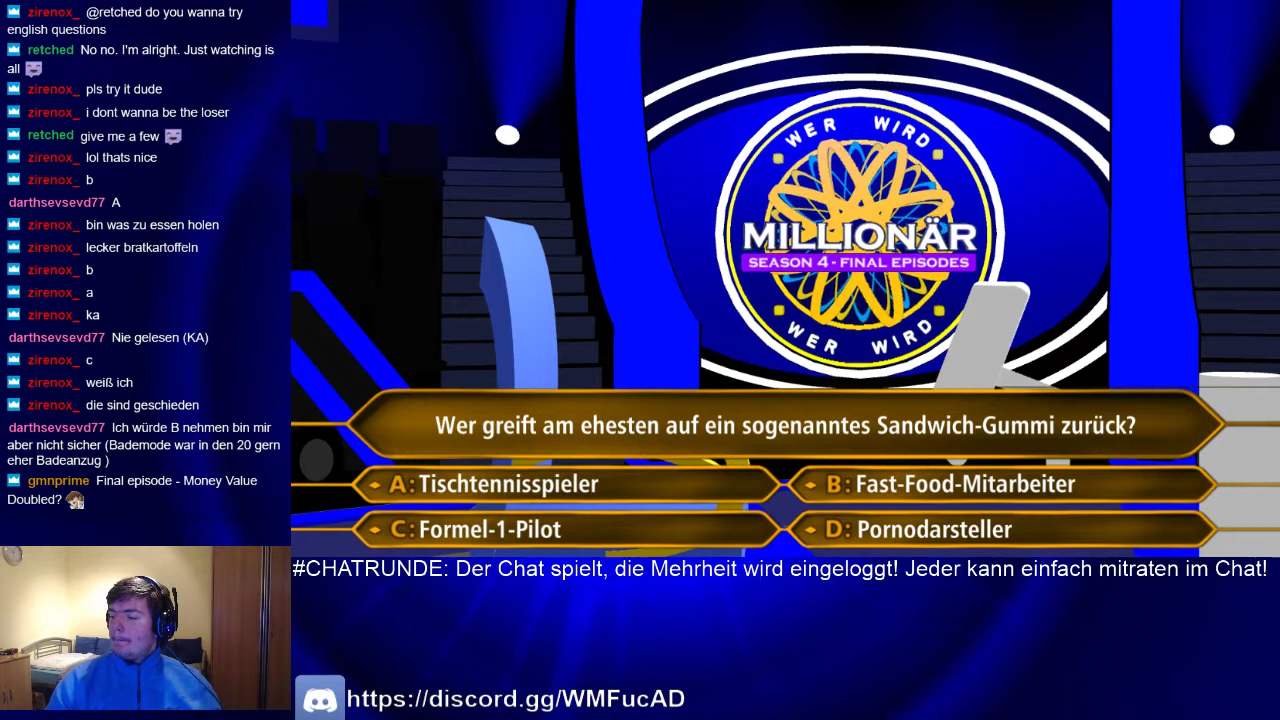 zirenox_ @retched do you wanna try
english questions
retched No no. I'm alright. Just watching is
all
zirenox_ pls try it dude
zirenox_ i dont wanna be the loser
retched give me a few
zirenox_ lol thats nice
zirenox_ b
darthsevsevd77 A
zirenox_ bin was zu essen holen
zirenox_ lecker bratkartoffeln
zirenox_ b
zirenox_ a
zirenox_ ka
darthsevsevd77 Nie gelesen (KA)
zirenox_ c
zirenox_ weiß ich
zirenox_ die sind geschieden
darthsevsevd77 Ich würde B nehmen bin mir
aber nicht sicher (Bademode war in den 20 gern
eher Badeanzug )
gmnprime Final episode - Money Value
Doubled?
WER WIRD
MILLIONÄR
SEASON 4 - FINAL EPISODES
WER WIRD
Wer greift am ehesten auf ein sogenanntes Sandwich-Gummi zurück?
A: Tischtennisspieler
B: Fast-Food-Mitarbeiter
C: Formel-1-Pilot
D: Pornodarsteller
#CHATRUNDE: Der Chat spielt, die Mehrheit wird eingeloggt! Jeder kann einfach mitraten im Chat!
https://discord.gg/WMFucAD